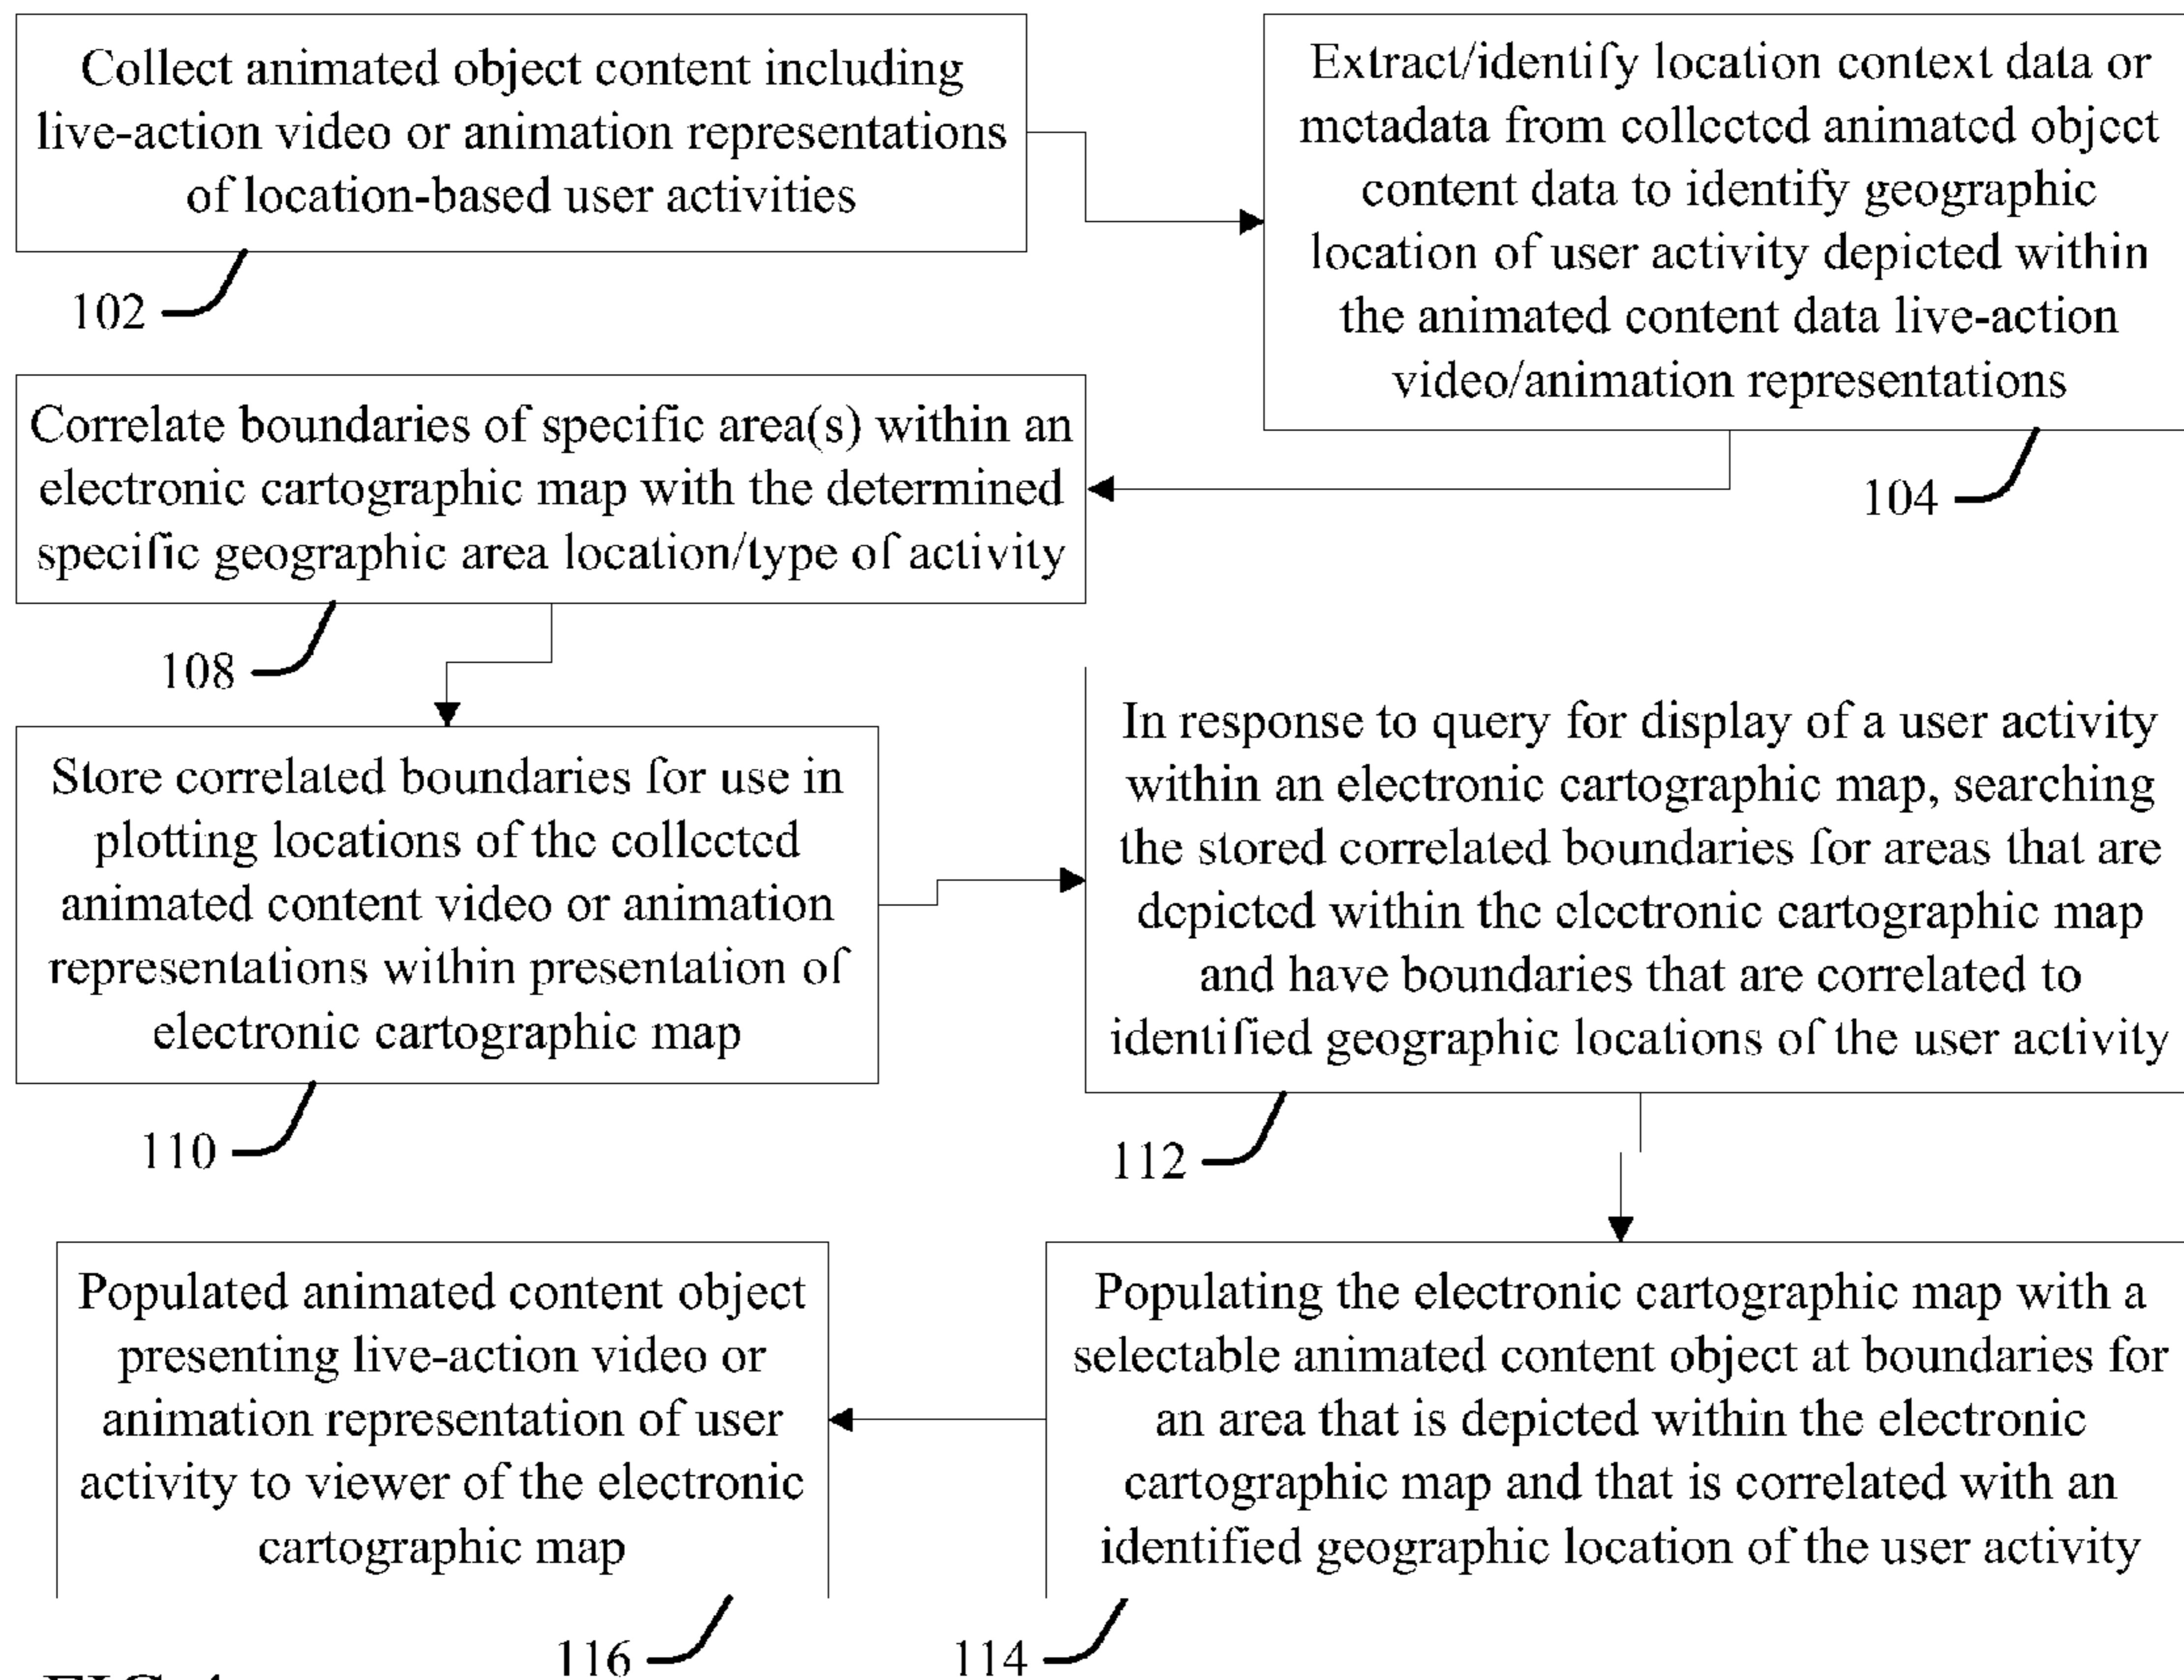 Collect animated object content including
live-action video or animation representations
of location-based user activities
102
Extract/identify location context data or
metadata from collected animated object
content data to identify geographic
location of user activity depicted within
the animated content data live-action
video/animation representations
104
Correlate boundaries of specific area(s) within an
electronic cartographic map with the determined
specific geographic area location/type of activity
108
Store correlated boundaries for use in
plotting locations of the collected
animated content video or animation
representations within presentation of
electronic cartographic map
110
In response to query for display of a user activity
within an electronic cartographic map, searching
the stored correlated boundaries for areas that are
depicted within the electronic cartographic map
and have boundaries that are correlated to
identified geographic locations of the user activity
112
Populating the electronic cartographic map with a
selectable animated content object at boundaries for
an area that is depicted within the electronic
cartographic map and that is correlated with an
identified geographic location of the user activity
114
Populated animated content object
presenting live-action video or
animation representation of user
activity to viewer of the electronic
cartographic map
116